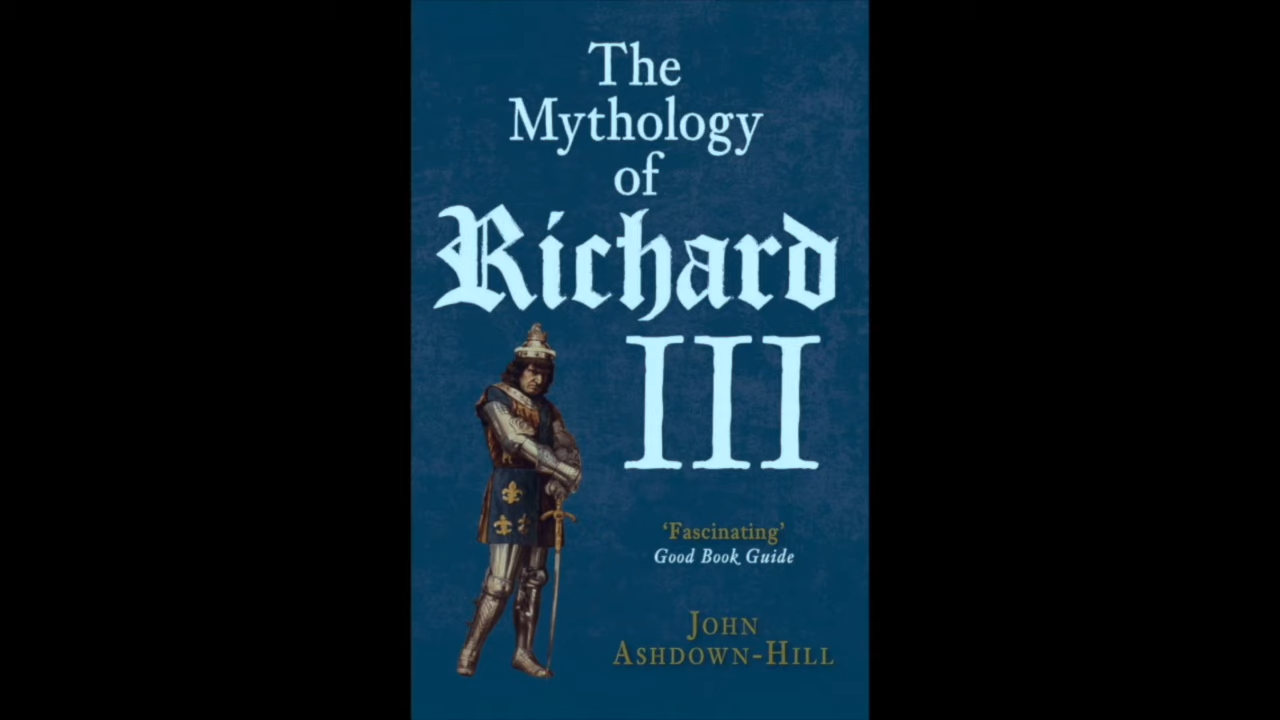 The
Mythology
of
Richard
III
‘Fascinating’
Good Book Guide
John
Ashdown-Hill